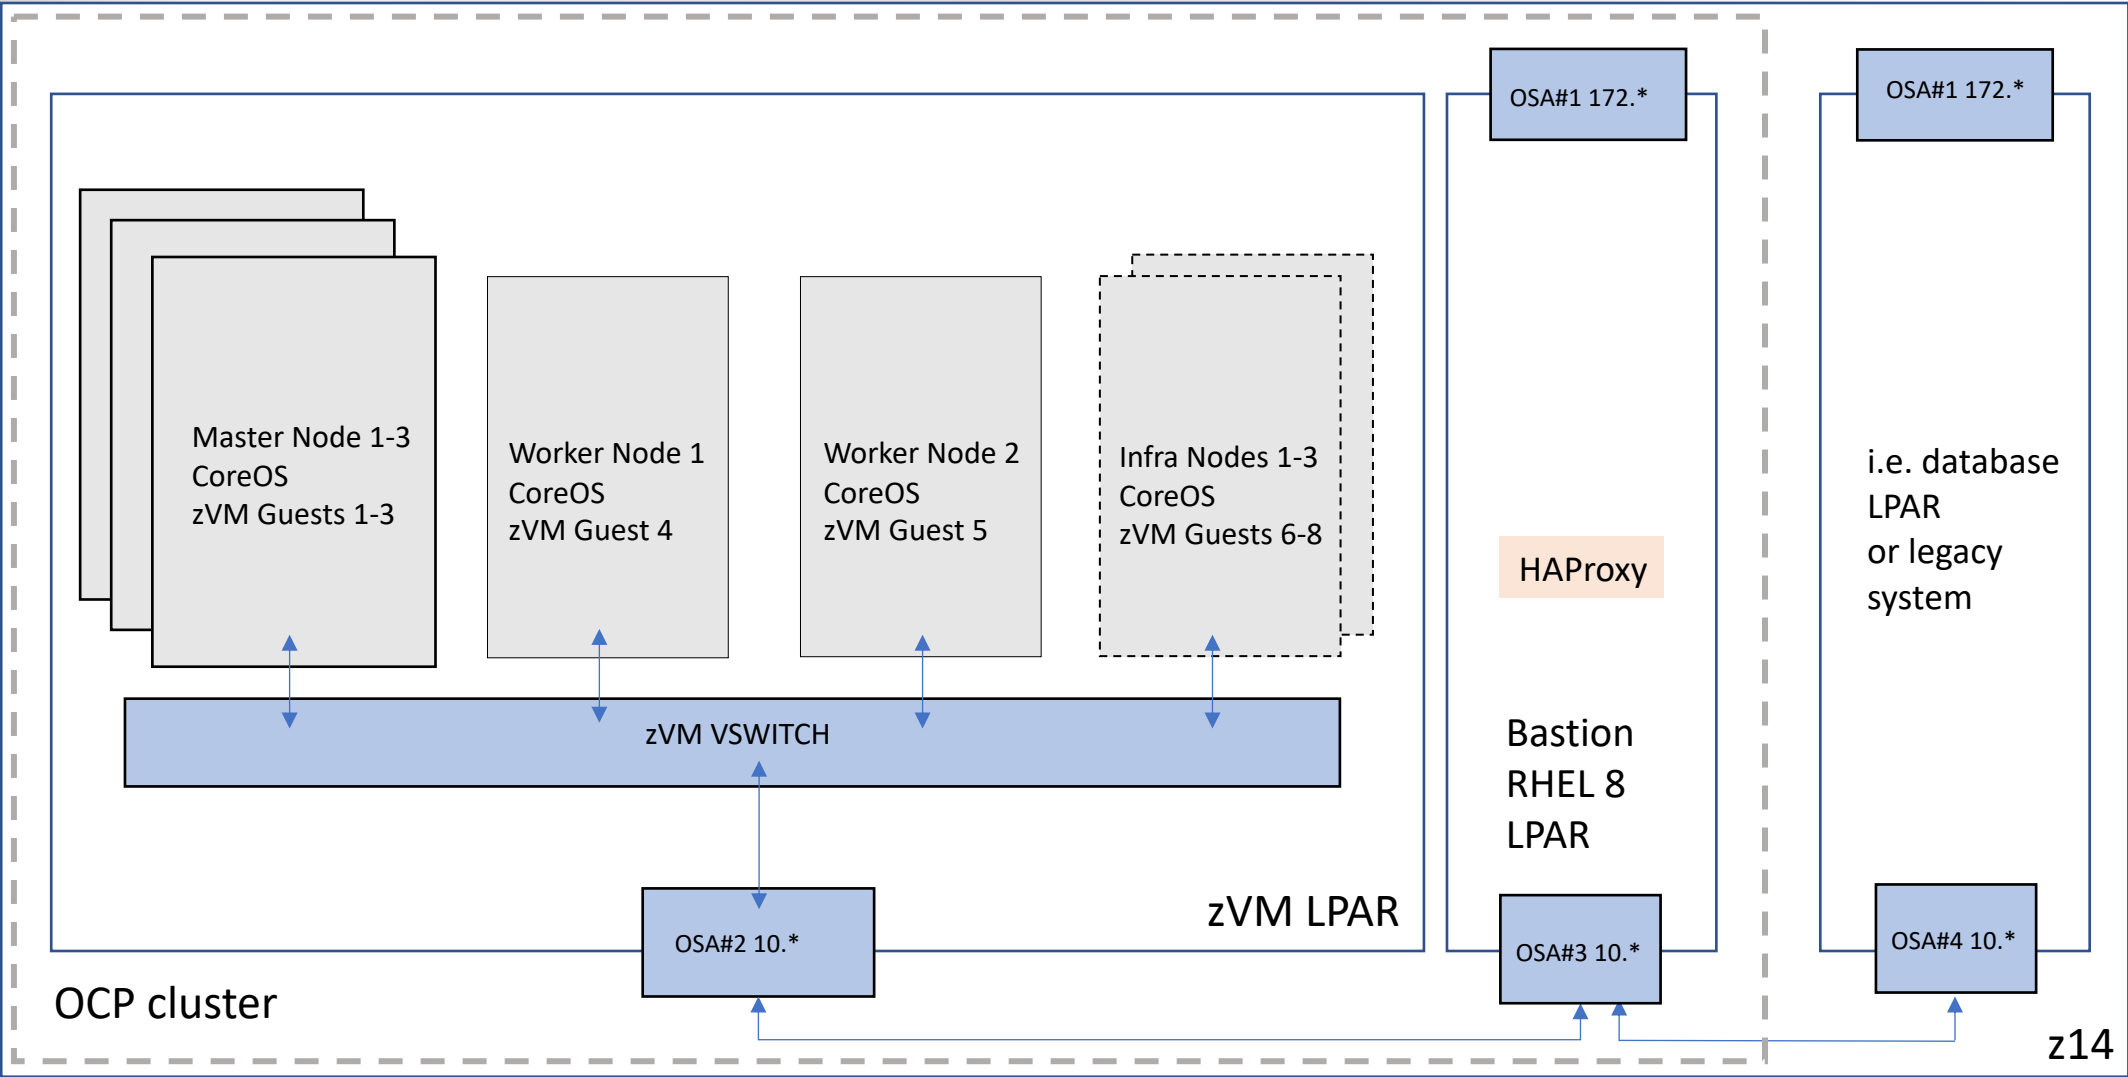 OSA#1 172.*
OSA#1 172.*
Master Node 1-3
CoreOS
zVM Guests 1-3
Worker Node 1
CoreOS
zVM Guest 4
Worker Node 2
CoreOS
zVM Guest 5
Infra Nodes 1-3
CoreOS
zVM Guests 6-8
HAProxy
i.e. database
LPAR
or legacy
system
zVM VSWITCH
Bastion
RHEL 8
LPAR
zVM LPAR
OSA#2 10.*
OSA#3 10.*
OSA#4 10.*
OCP cluster
z14